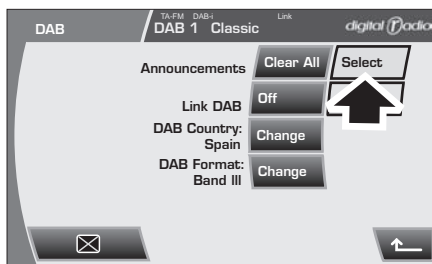 TA-FM DAB-i Link
DAB DAB 1 Classic digital radio
Announcements Clear All Select
Link DAB Off
DAB Country: Spain Change
DAB Format: Band III Change